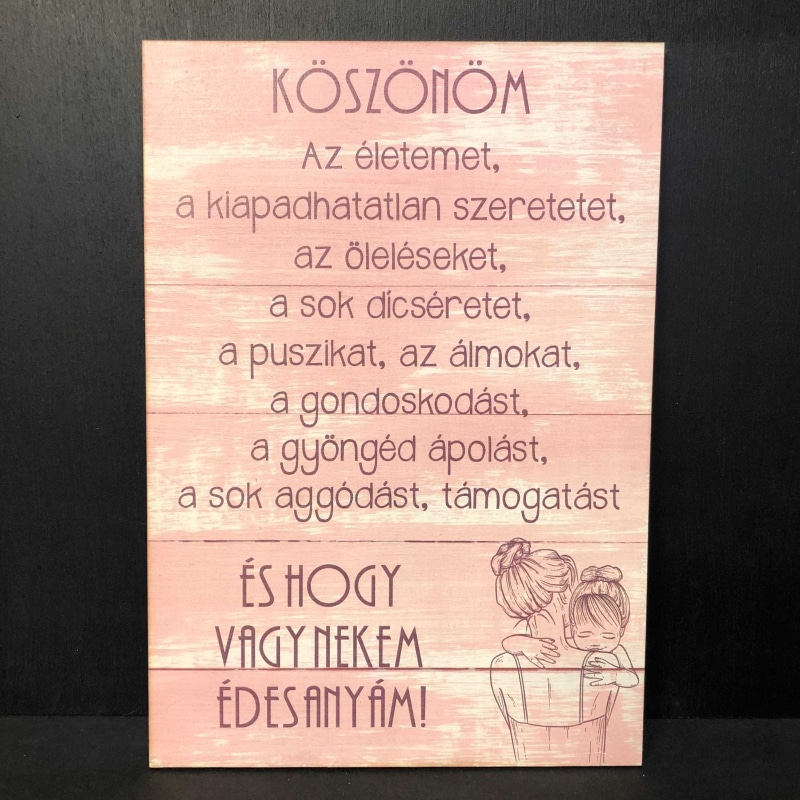 KÖSZÖNÖM
Az életemet,
a kiapadhatatlan szeretetet,
az öleléseket,
a sok dícséretet,
a puszikat, az álmokat,
a gondoskodást,
a gyöngéd ápolást,
a sok aggódást, támogatást
ÉS HOGY
VAGY NEKEM
ÉDESANYÁM!